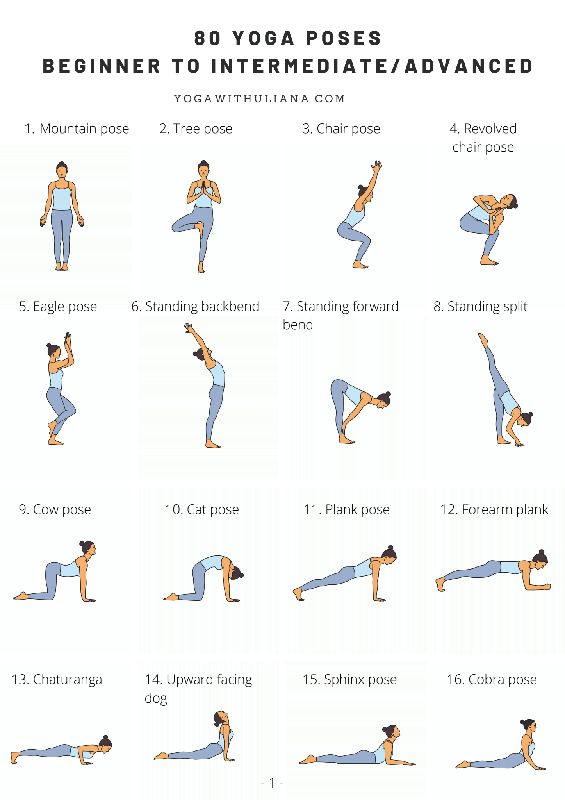 80 YOGA POSES
BEGINNER TO INTERMEDIATE/ADVANCED
YOGAWITHULIANA.COM
1. Mountain pose
2. Tree pose
3. Chair pose
4. Revolved
chair pose
5. Eagle pose
6. Standing backbend
7. Standing forward
bend
8. Standing split
9. Cow pose
10. Cat pose
11. Plank pose
12. Forearm plank
13. Chaturanga
14. Upward facing
dog
15. Sphinx pose
16. Cobra pose
- 1 -